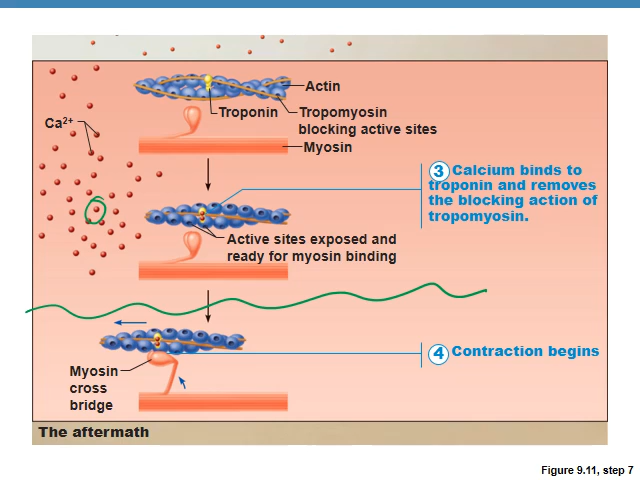 Actin
Troponin
Tropomyosin
blocking active sites
Ca2+
Myosin
3 Calcium binds to
troponin and removes
the blocking action of
tropomyosin.
Active sites exposed and
ready for myosin binding
4 Contraction begins
Myosin
cross
bridge
The aftermath
Figure 9.11, step 7